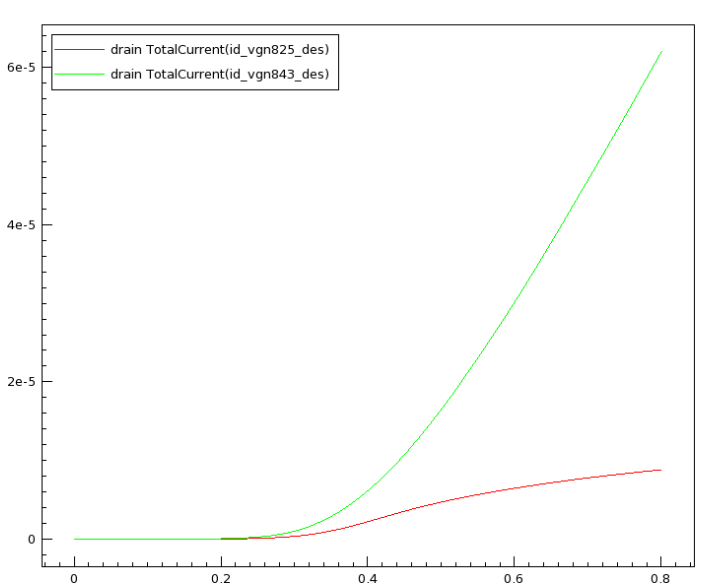 drain TotalCurrent(id_vgn825_des)
drain TotalCurrent(id_vgn843_des)
6e-5
4e-5
2e-5
0
0 0.2 0.4 0.6 0.8